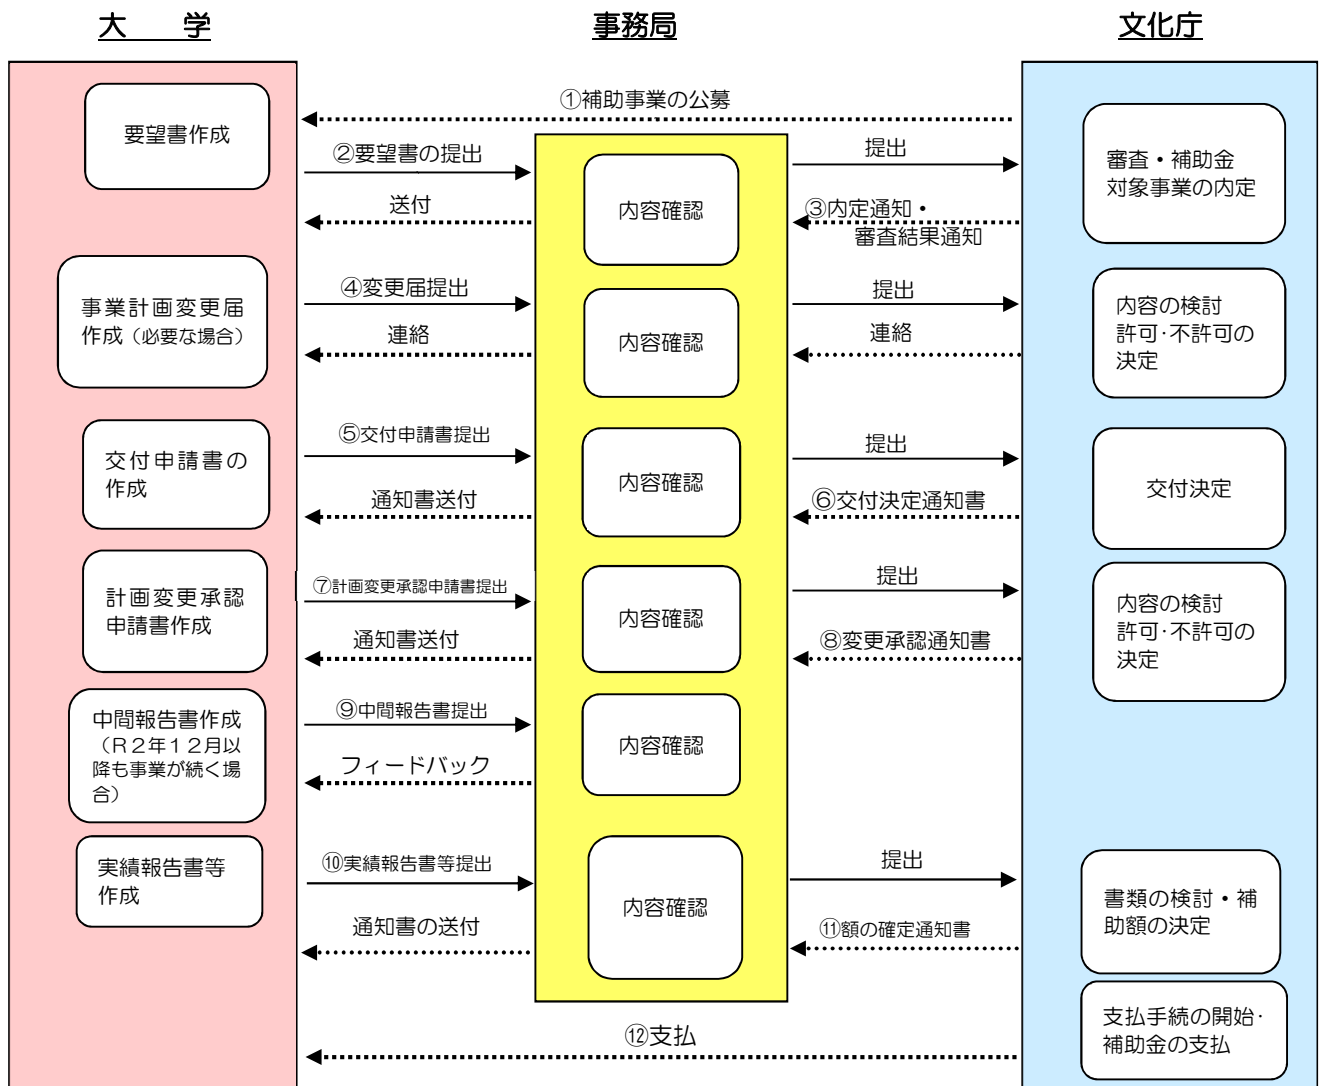 大　学
事務局
文化庁
①補助事業の公募
要望書作成
②要望書の提出
提出
審査・補助金
対象事業の内定
内容確認
送付
③内定通知・
審査結果通知
事業計画変更届
作成（必要な場合）
④変更届提出
提出
内容の検討
許可・不許可の
決定
内容確認
連絡
連絡
交付申請書の
作成
⑤交付申請書提出
提出
内容確認
交付決定
通知書送付
⑥交付決定通知書
計画変更承認
申請書作成
⑦計画変更承認申請書提出
提出
内容確認
内容の検討
許可・不許可の
決定
通知書送付
⑧変更承認通知書
中間報告書作成
（Ｒ２年１２月以
降も事業が続く場
合）
⑨中間報告書提出
内容確認
フィードバック
実績報告書等
作成
⑩実績報告書等提出
提出
内容確認
書類の検討・補
助額の決定
通知書の送付
⑪額の確定通知書
⑫支払
支払手続の開始・
補助金の支払